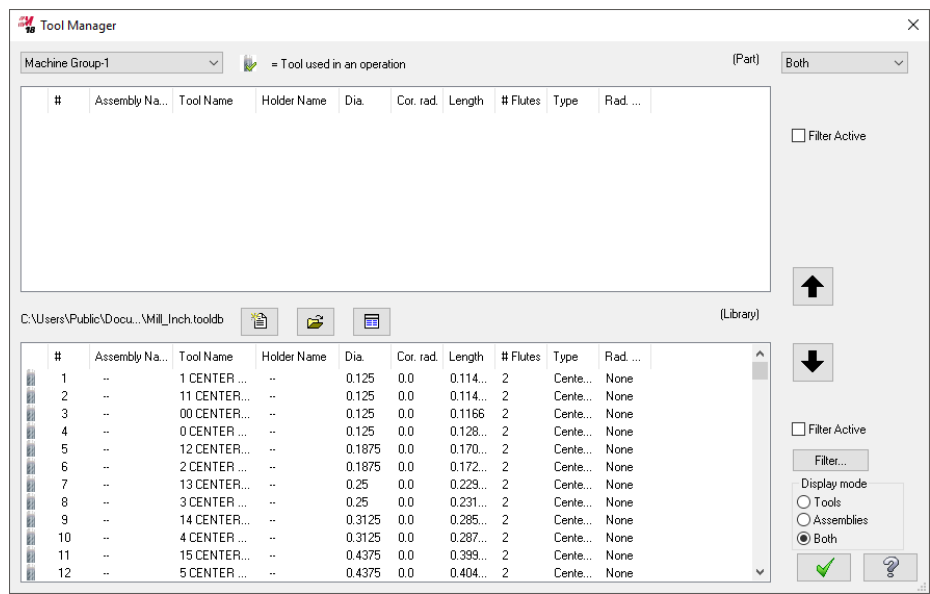 Tool Manager
Machine Group-1 = Tool used in an operation (Part) Both
# Assembly Na... Tool Name Holder Name Dia. Cor. rad. Length # Flutes Type Rad. ...
Filter Active
C:\Users\Public\Docu...\Mill_Inch.tooldb (Library)
# Assembly Na... Tool Name Holder Name Dia. Cor. rad. Length # Flutes Type Rad. ...
1 -- 1 CENTER ... -- 0.125 0.0 0.114... 2 Cente... None
2 -- 11 CENTER... -- 0.125 0.0 0.114... 2 Cente... None
3 -- 00 CENTER... -- 0.125 0.0 0.1166 2 Cente... None
4 -- 0 CENTER ... -- 0.125 0.0 0.128... 2 Cente... None
5 -- 12 CENTER... -- 0.1875 0.0 0.170... 2 Cente... None
6 -- 2 CENTER ... -- 0.1875 0.0 0.172... 2 Cente... None
7 -- 13 CENTER... -- 0.25 0.0 0.229... 2 Cente... None
8 -- 3 CENTER ... -- 0.25 0.0 0.231... 2 Cente... None
9 -- 14 CENTER... -- 0.3125 0.0 0.285... 2 Cente... None
10 -- 4 CENTER ... -- 0.3125 0.0 0.287... 2 Cente... None
11 -- 15 CENTER... -- 0.4375 0.0 0.399... 2 Cente... None
12 -- 5 CENTER ... -- 0.4375 0.0 0.404... 2 Cente... None
Filter Active
Filter...
Display mode
Tools
Assemblies
Both